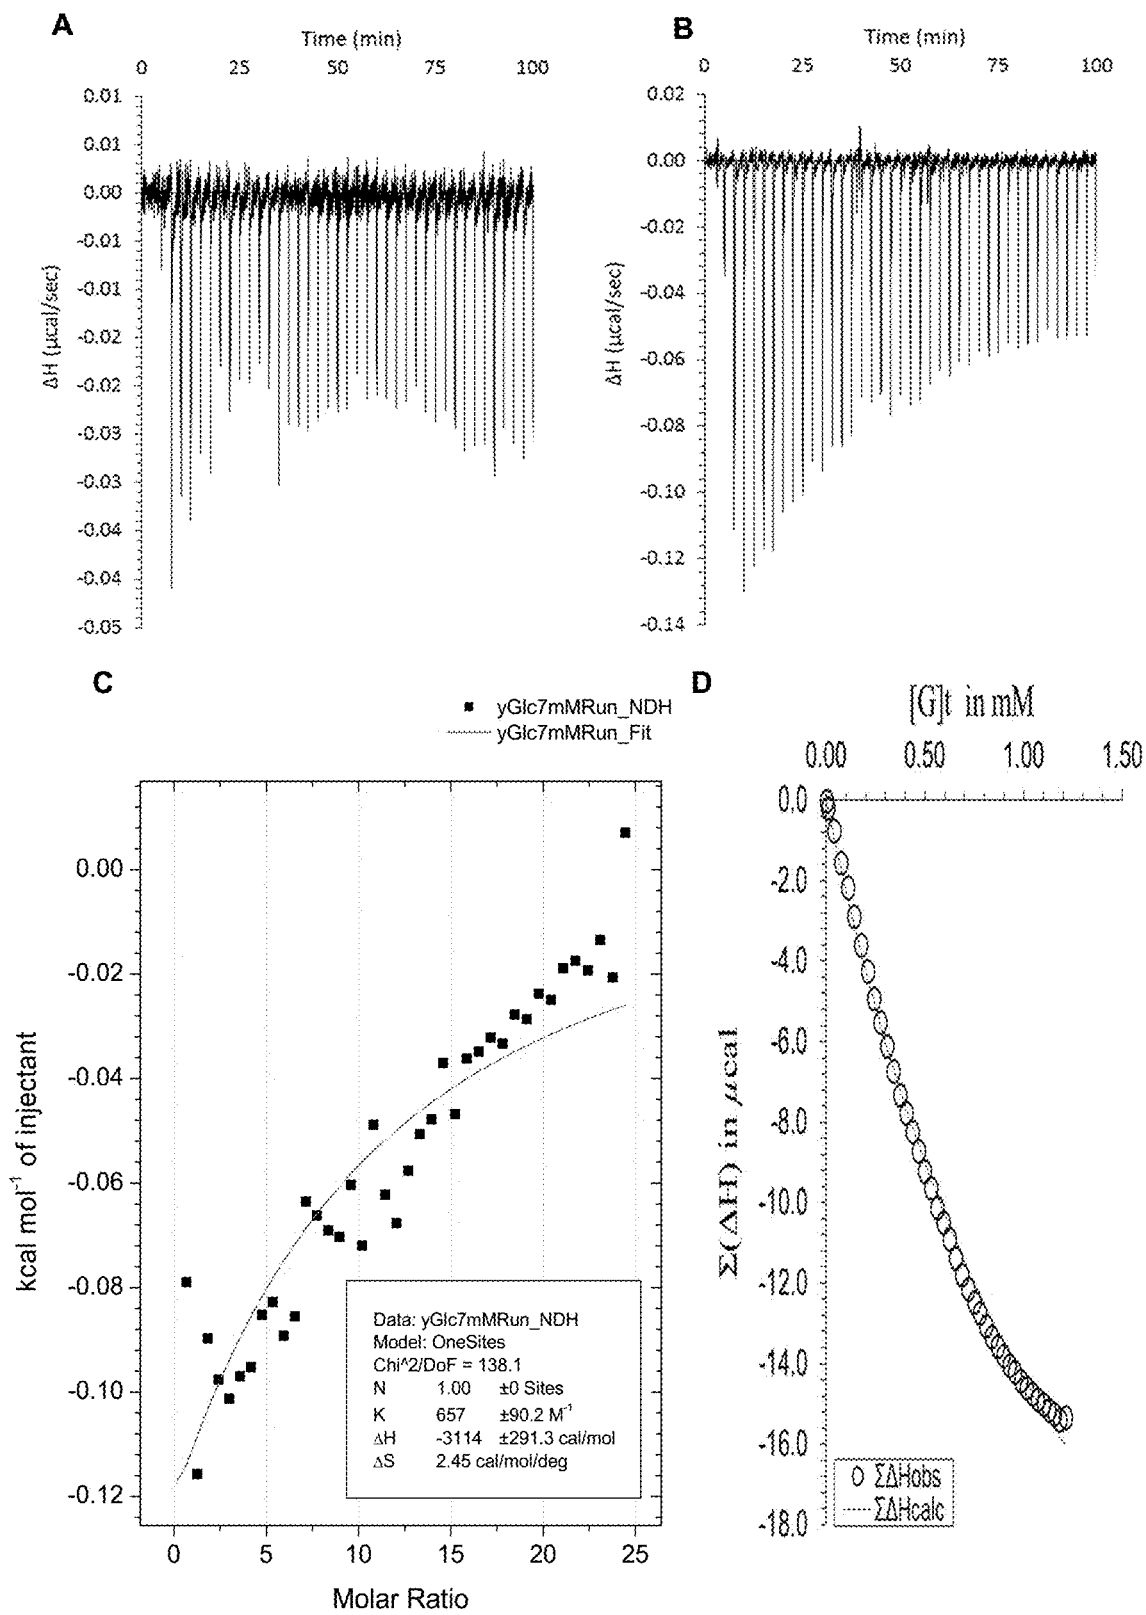 A
Time (min)
0 25 50 75 100
0.01
0.01
0.00
-0.01
-0.01
-0.02
-0.02
-0.03
-0.03
-0.04
-0.04
-0.05
ΔH (µcal/sec)
B
Time (min)
0 25 50 75 100
0.02
0.00
-0.02
-0.04
-0.06
-0.08
-0.10
-0.12
-0.14
ΔH (µcal/sec)
C
yGlc7mMRun_NDH
yGlc7mMRun_Fit
0.00
-0.02
-0.04
-0.06
-0.08
-0.10
-0.12
kcal mol⁻¹ of injectant
Data: yGlc7mMRun_NDH
Model: OneSites
Chi^2/DoF = 138.1
N 1.00 ±0 Sites
K 657 ±90.2 M⁻¹
ΔH -3114 ±291.3 cal/mol
ΔS 2.45 cal/mol/deg
0 5 10 15 20 25
Molar Ratio
D
[G]t in mM
0.00 0.50 1.00 1.50
0.0
-2.0
-4.0
-6.0
-8.0
-10.0
-12.0
-14.0
-16.0
-18.0
Σ(ΔH) in µcal
ΣΔHobs
ΣΔHcalc